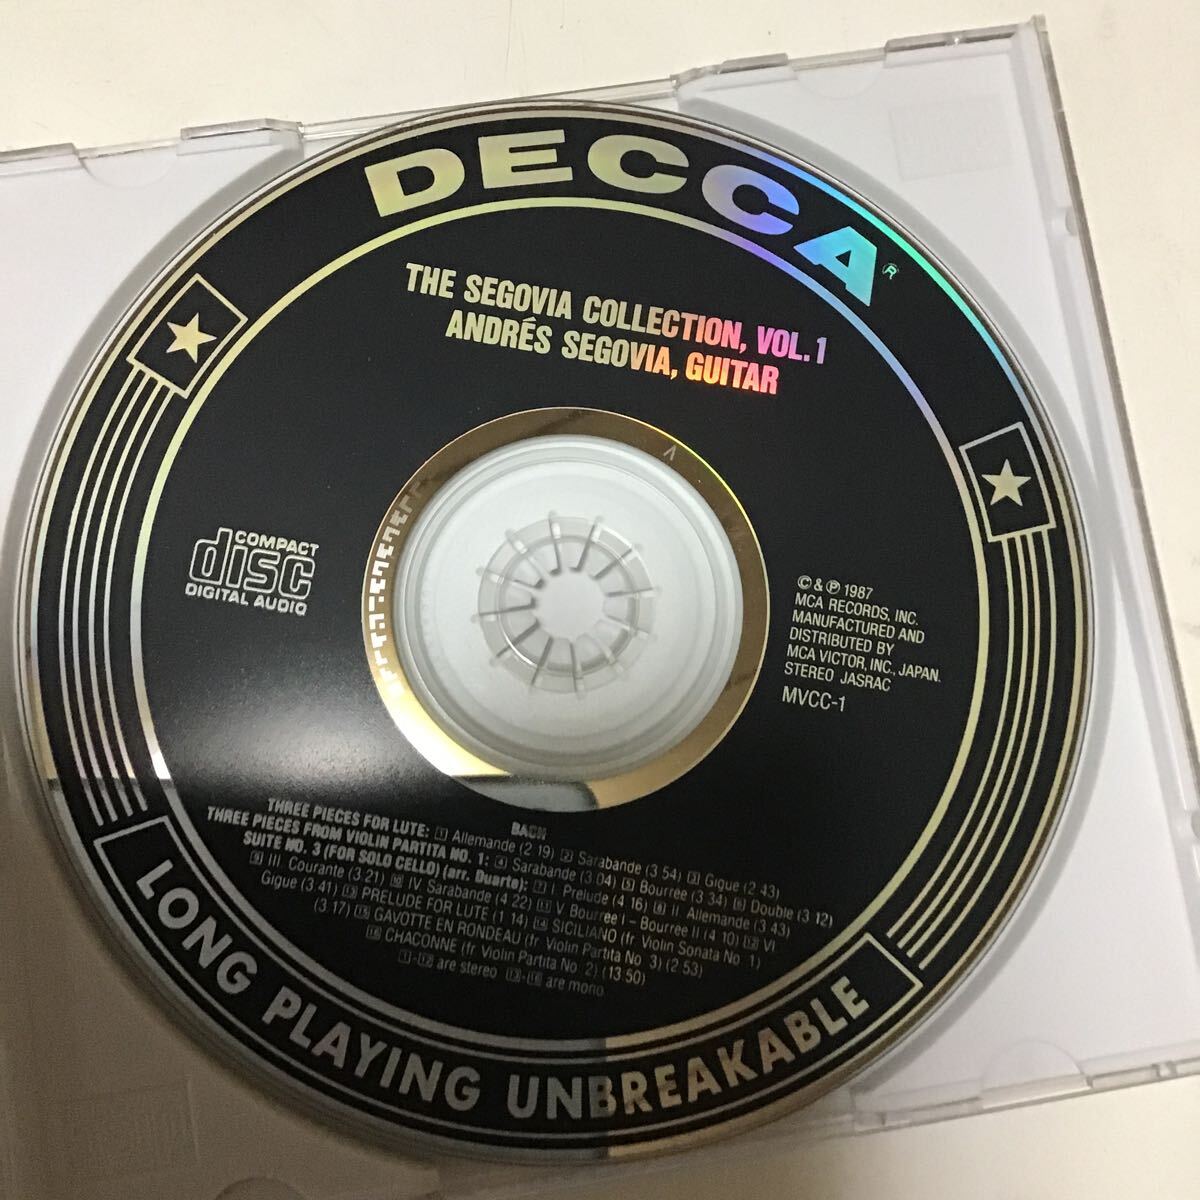 DECCA®
THE SEGOVIA COLLECTION, VOL. 1
ANDRÉS SEGOVIA, GUITAR
COMPACT
disc
DIGITAL AUDIO
© & ℗ 1987
MCA RECORDS, INC.
MANUFACTURED AND
DISTRIBUTED BY
MCA VICTOR, INC., JAPAN.
STEREO JASRAC
MVCC-1
BACH
THREE PIECES FOR LUTE: 1 Allemande (2 19) 2 Sarabande (3 54) 3 Gigue (2 43)
THREE PIECES FROM VIOLIN PARTITA NO. 1: 4 Sarabande (3 04) 5 Bourrée (3 34) 6 Double (3 12)
SUITE NO. 3 (FOR SOLO CELLO) (arr. Duarte): 7 I. Prelude (4 16) 8 II. Allemande (3 43)
9 III. Courante (3 21) 10 IV. Sarabande (4 22) 11 V. Bourrée I – Bourrée II (4 10) 12 VI
Gigue (3 41) 13 PRELUDE FOR LUTE (1 14) 14 SICILIANO (fr Violin Sonata No 1)
(3 17) 15 GAVOTTE EN RONDEAU (fr Violin Partita No 3) (2 53)
16 CHACONNE (fr Violin Partita No 2) (13 50)
1-12 are stereo 13-16 are mono
LONG PLAYING UNBREAKABLE